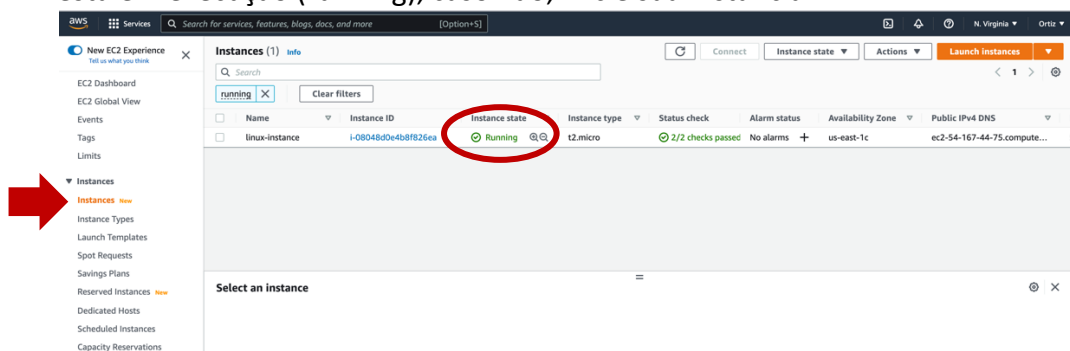 aws Services Search for services, features, blogs, docs, and more [Option+S] N. Virginia ▼ Ortiz ▼
New EC2 Experience
Tell us what you think
EC2 Dashboard
EC2 Global View
Events
Tags
Limits
▼ Instances
Instances New
Instance Types
Launch Templates
Spot Requests
Savings Plans
Reserved Instances New
Dedicated Hosts
Scheduled Instances
Capacity Reservations
Instances (1) Info
Connect Instance state ▼ Actions ▼ Launch instances ▼
Search
< 1 >
running X Clear filters
Name Instance ID Instance state Instance type Status check Alarm status Availability Zone Public IPv4 DNS
linux-instance i-08048d0e4b8f826ea Running t2.micro 2/2 checks passed No alarms + us-east-1c ec2-54-167-44-75.compute...
Select an instance